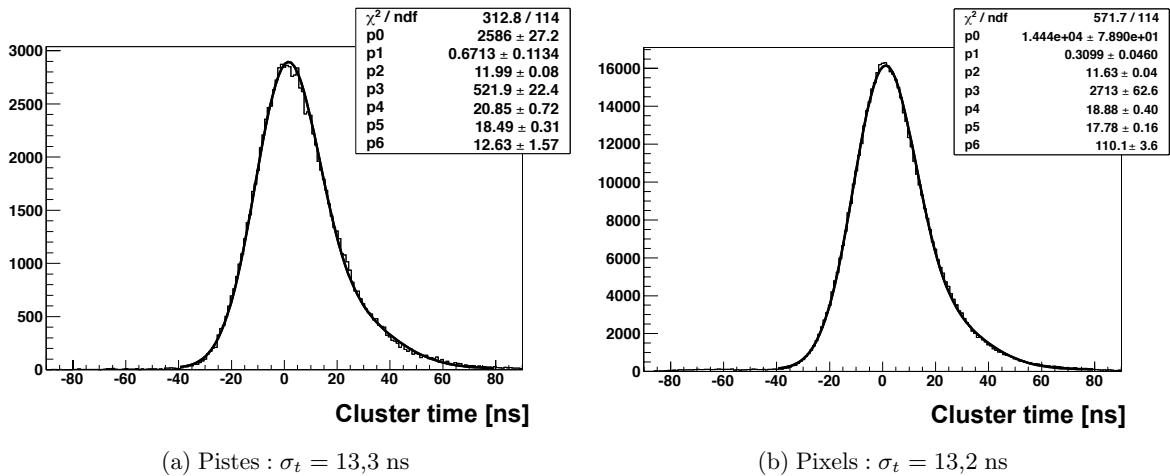 χ² / ndf 312.8 / 114
p0 2586 ± 27.2
p1 0.6713 ± 0.1134
p2 11.99 ± 0.08
p3 521.9 ± 22.4
p4 20.85 ± 0.72
p5 18.49 ± 0.31
p6 12.63 ± 1.57
3000
2500
2000
1500
1000
500
0
-80 -60 -40 -20 0 20 40 60 80
Cluster time [ns]
(a) Pistes : σt = 13,3 ns
χ² / ndf 571.7 / 114
p0 1.444e+04 ± 7.890e+01
p1 0.3099 ± 0.0460
p2 11.63 ± 0.04
p3 2713 ± 62.6
p4 18.88 ± 0.40
p5 17.78 ± 0.16
p6 110.1 ± 3.6
16000
14000
12000
10000
8000
6000
4000
2000
0
-80 -60 -40 -20 0 20 40 60 80
Cluster time [ns]
(b) Pixels : σt = 13,2 ns